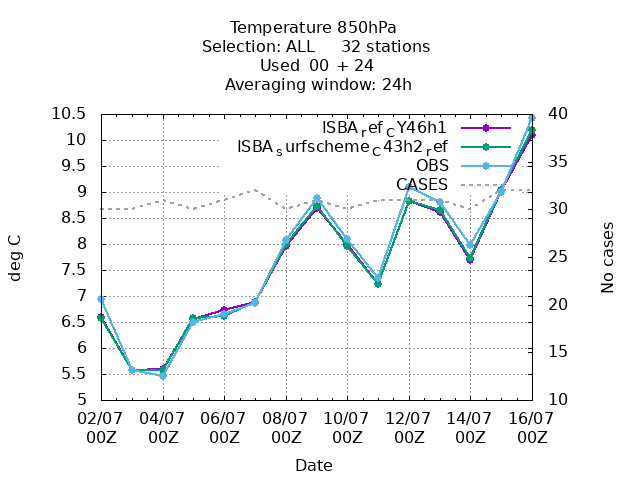 Temperature 850hPa
Selection: ALL 32 stations
Used 00 + 24
Averaging window: 24h
10.5
10
9.5
9
8.5
8
7.5
7
6.5
6
5.5
5
deg C
ISBA_ref_CY46h1
ISBA_surfscheme_C43h2_ref
OBS
CASES
40
35
30
25
20
15
10
No cases
02/07 04/07 06/07 08/07 10/07 12/07 14/07 16/07
00Z 00Z 00Z 00Z 00Z 00Z 00Z 00Z
Date